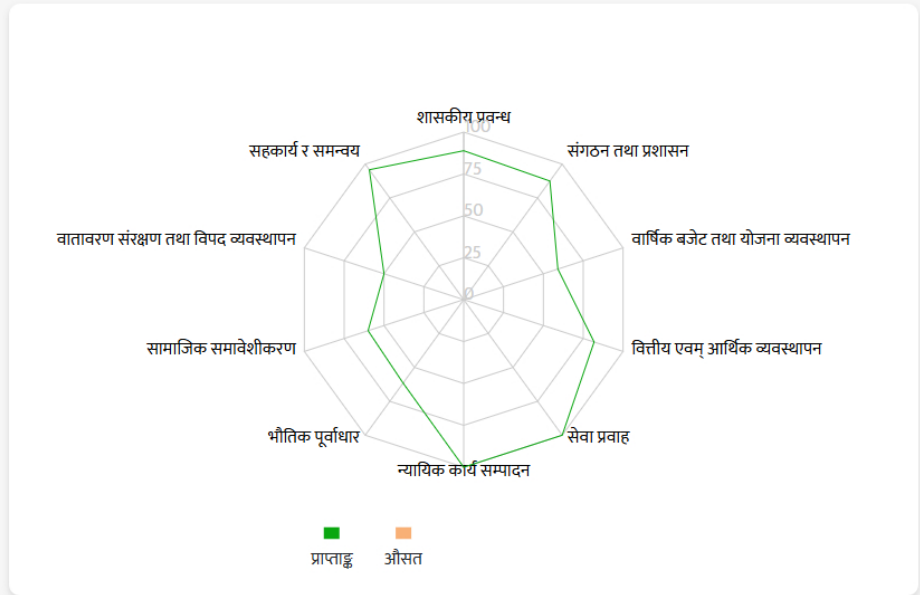 शासकीय प्रवन्ध
100
सहकार्य र समन्वय
संगठन तथा प्रशासन
75
50
वातावरण संरक्षण तथा विपद व्यवस्थापन
वार्षिक बजेट तथा योजना व्यवस्थापन
25
0
सामाजिक समावेशीकरण
वित्तीय एवम् आर्थिक व्यवस्थापन
भौतिक पूर्वाधार
सेवा प्रवाह
न्यायिक कार्य सम्पादन
प्राप्ताङ्क
औसत